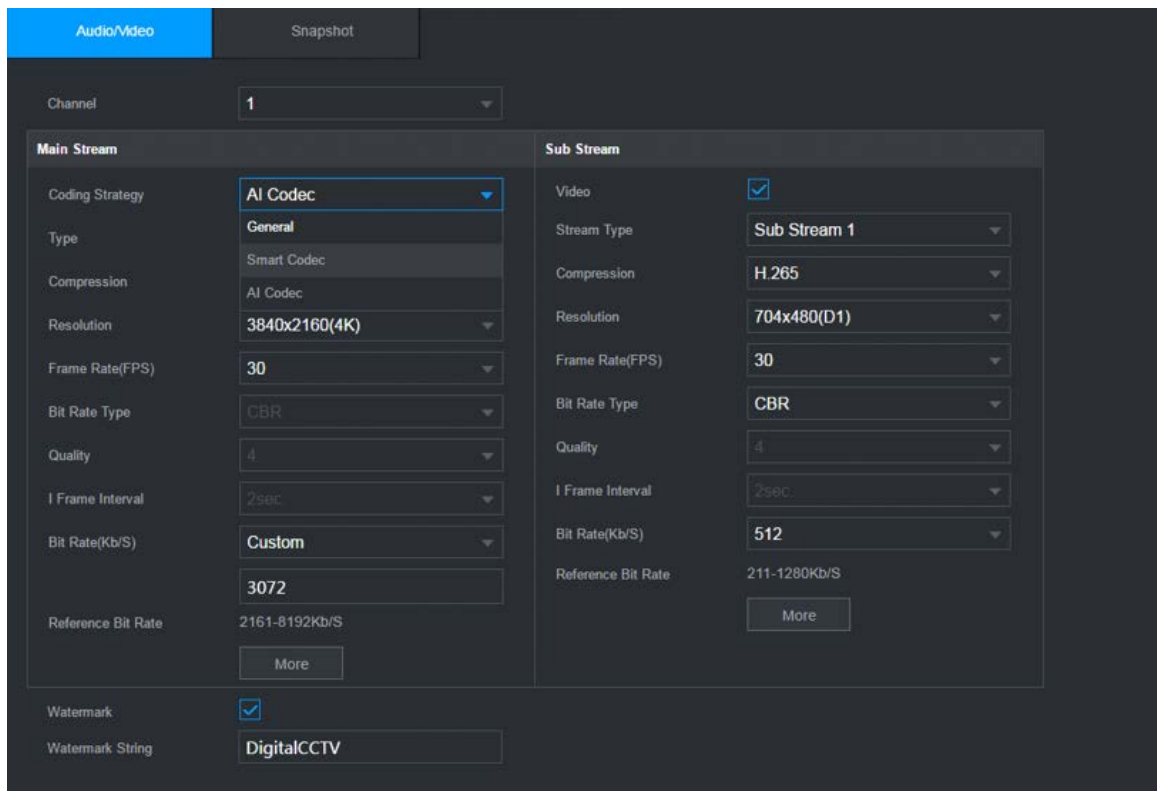 Audio/Video Snapshot
Channel 1
Main Stream
Coding Strategy AI Codec
General
Type
Smart Codec
Compression
AI Codec
Resolution 3840x2160(4K)
Frame Rate(FPS) 30
Bit Rate Type CBR
Quality 4
I Frame Interval 2sec.
Bit Rate(Kb/S) Custom
3072
Reference Bit Rate 2161-8192Kb/S
More
Sub Stream
Video
Stream Type Sub Stream 1
Compression H.265
Resolution 704x480(D1)
Frame Rate(FPS) 30
Bit Rate Type CBR
Quality 4
I Frame Interval 2sec.
Bit Rate(Kb/S) 512
Reference Bit Rate 211-1280Kb/S
More
Watermark
Watermark String DigitalCCTV